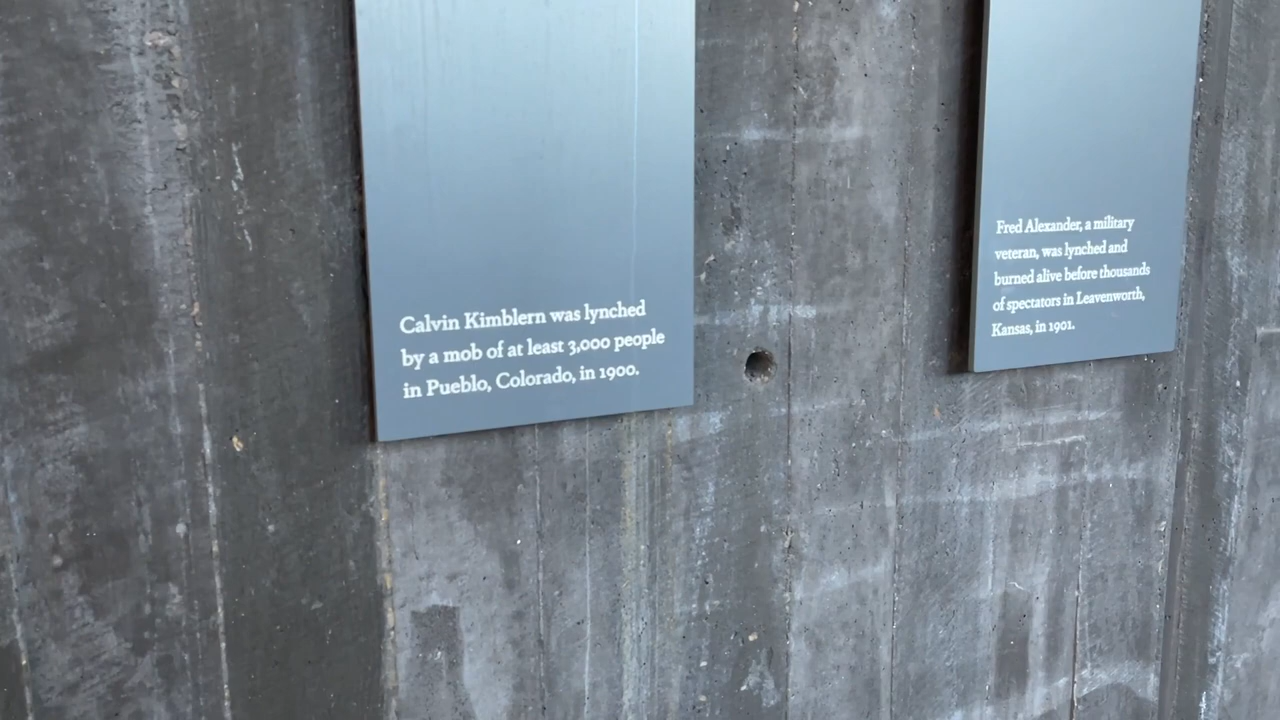 Calvin Kimblern was lynched
by a mob of at least 3,000 people
in Pueblo, Colorado, in 1900.
Fred Alexander, a military
veteran, was lynched and
burned alive before thousands
of spectators in Leavenworth,
Kansas, in 1901.